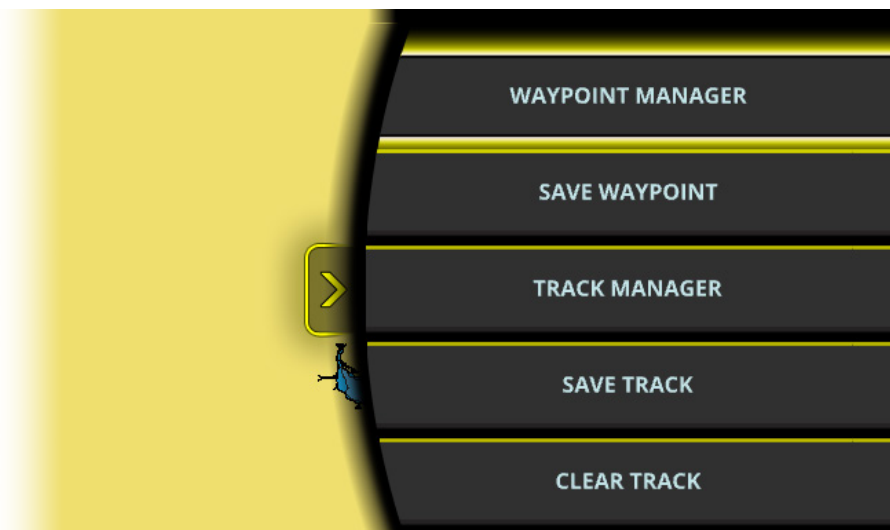 WAYPOINT MANAGER
SAVE WAYPOINT
TRACK MANAGER
SAVE TRACK
CLEAR TRACK